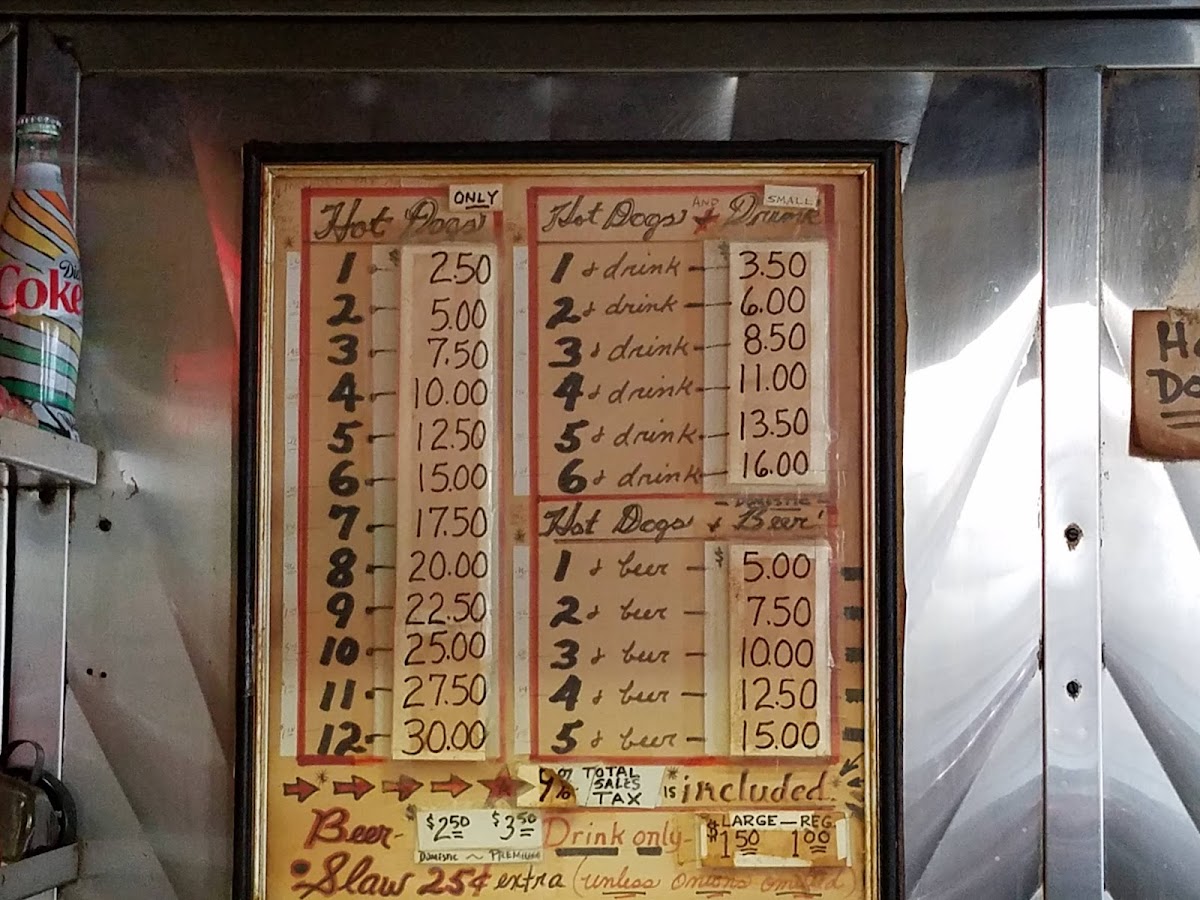 ONLY
Hot Dogs
$
1 - 2.50
2 - 5.00
3 - 7.50
4 - 10.00
5 - 12.50
6 - 15.00
7 - 17.50
8 - 20.00
9 - 22.50
10 - 25.00
11 - 27.50
12 - 30.00
SMALL
Hot Dogs AND + Drink
1 & drink - 3.50
2 & drink - 6.00
3 & drink - 8.50
4 & drink - 11.00
5 & drink - 13.50
6 & drink - 16.00
- DOMESTIC -
Hot Dogs + Beer
$
1 & beer - 5.00
2 & beer - 7.50
3 & beer - 10.00
4 & beer - 12.50
5 & beer - 15.00
9% TOTAL SALES TAX IS included.
Beer - $2.50 $3.50
DOMESTIC ~ PREMIUM
Drink only - LARGE - REG.
$1.50 1.00
Slaw 25¢ extra (unless onions omitted)
Diet
Coke
H
Do